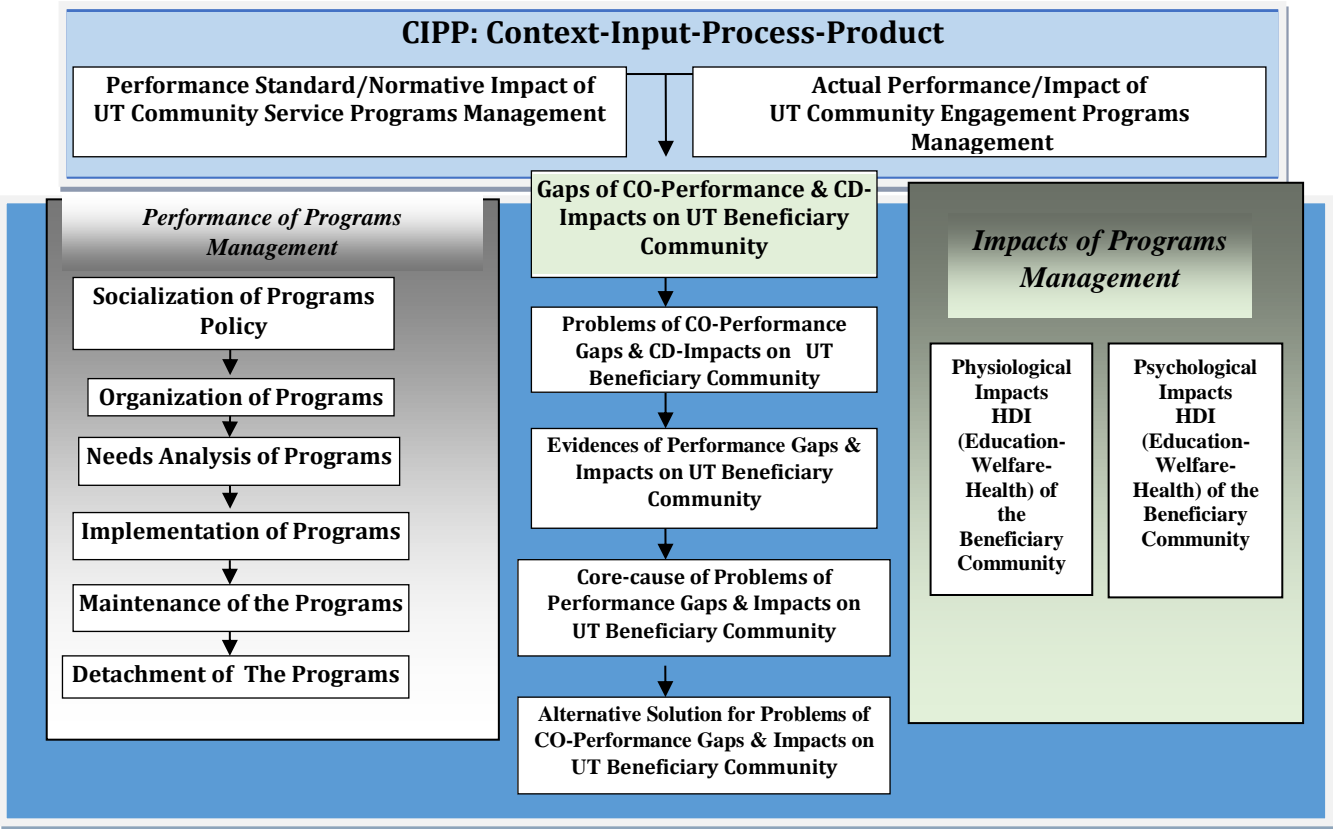 CIPP: Context-Input-Process-Product
Performance Standard/Normative Impact of
UT Community Service Programs Management
Actual Performance/Impact of
UT Community Engagement Programs
Management
Performance of Programs
Management
Socialization of Programs
Policy
Organization of Programs
Needs Analysis of Programs
Implementation of Programs
Maintenance of the Programs
Detachment of The Programs
Gaps of CO-Performance & CD-
Impacts on UT Beneficiary
Community
Problems of CO-Performance
Gaps & CD-Impacts on UT
Beneficiary Community
Evidences of Performance Gaps &
Impacts on UT Beneficiary
Community
Core-cause of Problems of
Performance Gaps & Impacts on
UT Beneficiary Community
Alternative Solution for Problems of
CO-Performance Gaps & Impacts on
UT Beneficiary Community
Impacts of Programs
Management
Physiological
Impacts
HDI
(Education-
Welfare-
Health) of
the
Beneficiary
Community
Psychological
Impacts
HDI
(Education-
Welfare-
Health) of the
Beneficiary
Community